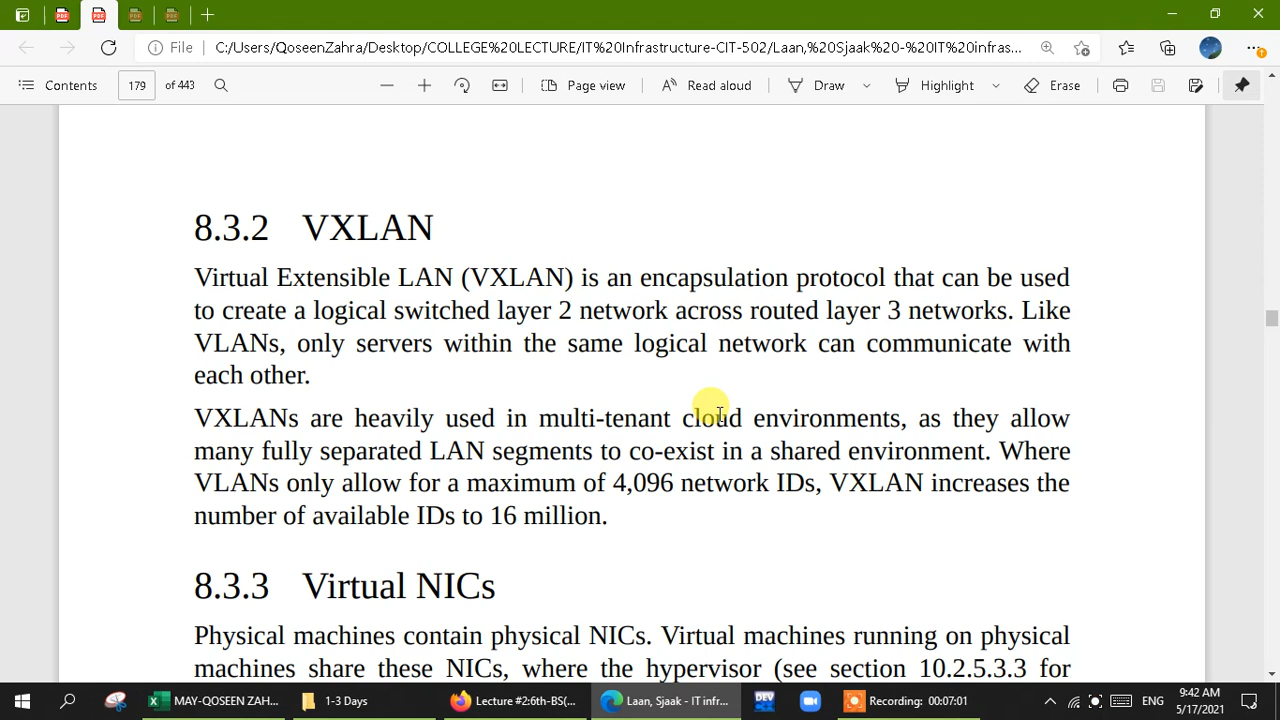 File
C:/Users/QoseenZahra/Desktop/COLLEGE%20LECTURE/IT%20Infrastructure-CIT-502/Laan,%20Sjaak%20-%20IT%20infras...
Contents
179
of 443
Page view
Read aloud
Draw
Highlight
Erase
8.3.2 VXLAN
Virtual Extensible LAN (VXLAN) is an encapsulation protocol that can be used
to create a logical switched layer 2 network across routed layer 3 networks. Like
VLANs, only servers within the same logical network can communicate with
each other.
VXLANs are heavily used in multi-tenant cloud environments, as they allow
many fully separated LAN segments to co-exist in a shared environment. Where
VLANs only allow for a maximum of 4,096 network IDs, VXLAN increases the
number of available IDs to 16 million.
8.3.3 Virtual NICs
Physical machines contain physical NICs. Virtual machines running on physical
machines share these NICs, where the hypervisor (see section 10.2.5.3.3 for
MAY-QOSEEN ZAH...
1-3 Days
Lecture #2:6th-BS(...
DEV
Laan, Sjaak - IT infr...
Recording: 00:07:01
ENG
9:42 AM
5/17/2021